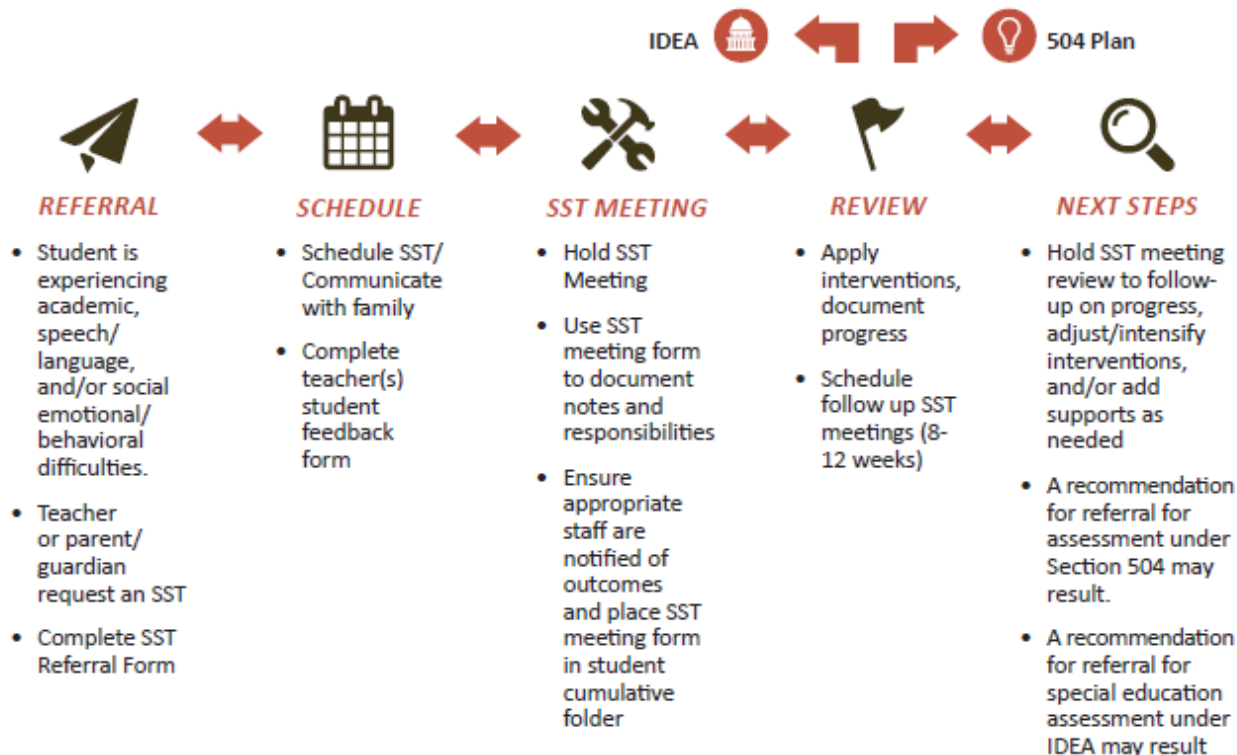 IDEA
504 Plan
REFERRAL
• Student is
experiencing
academic,
speech/
language,
and/or social
emotional/
behavioral
difficulties.
• Teacher
or parent/
guardian
request an SST
• Complete SST
Referral Form
SCHEDULE
• Schedule SST/
Communicate
with family
• Complete
teacher(s)
student
feedback
form
SST MEETING
• Hold SST
Meeting
• Use SST
meeting form
to document
notes and
responsibilities
• Ensure
appropriate
staff are
notified of
outcomes
and place SST
meeting form
in student
cumulative
folder
REVIEW
• Apply
interventions,
document
progress
• Schedule
follow up SST
meetings (8-
12 weeks)
NEXT STEPS
• Hold SST meeting
review to follow-
up on progress,
adjust/intensify
interventions,
and/or add
supports as
needed
• A recommendation
for referral for
assessment under
Section 504 may
result.
• A recommendation
for referral for
special education
assessment under
IDEA may result